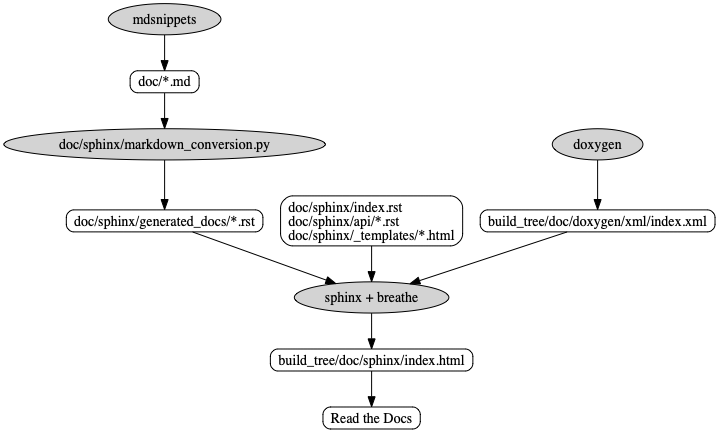 mdsnippets
doc/*.md
doc/sphinx/markdown_conversion.py
doxygen
doc/sphinx/generated_docs/*.rst
doc/sphinx/index.rst
doc/sphinx/api/*.rst
doc/sphinx/_templates/*.html
build_tree/doc/doxygen/xml/index.xml
sphinx + breathe
build_tree/doc/sphinx/index.html
Read the Docs